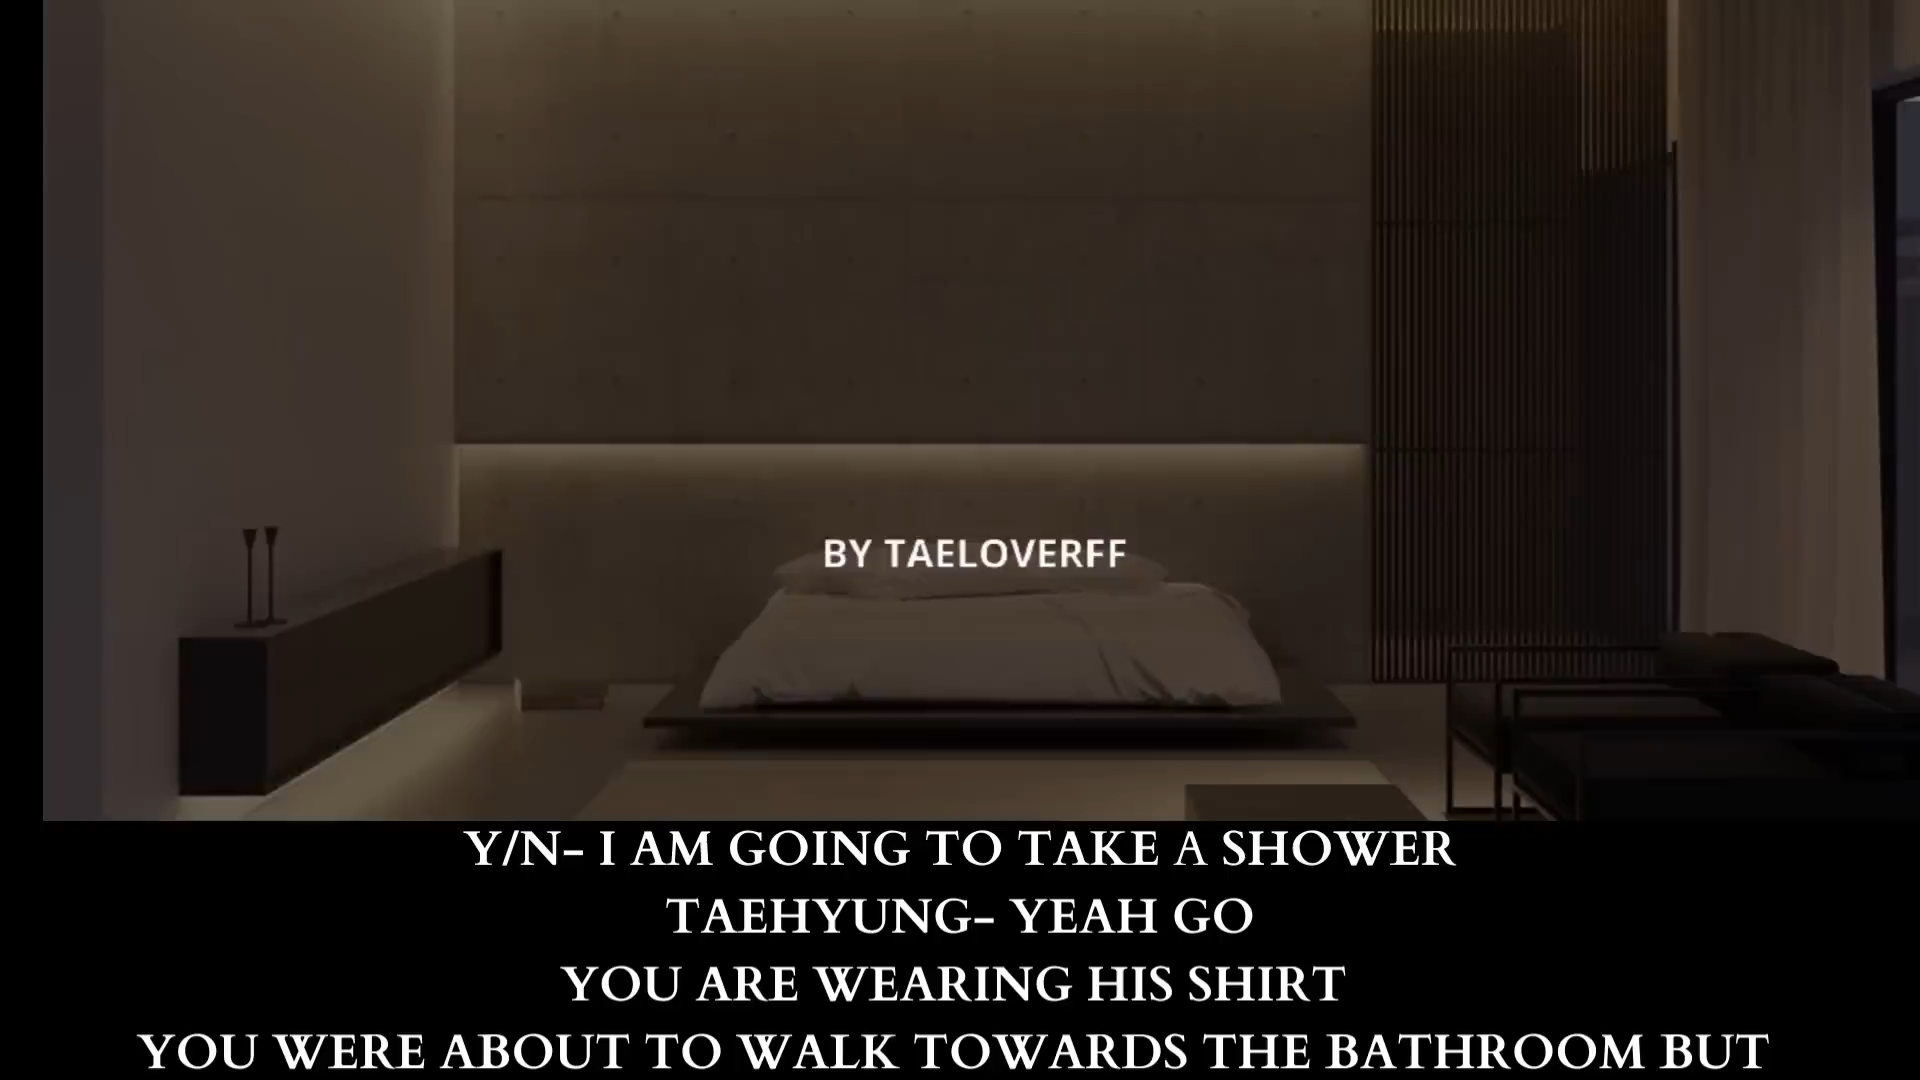 BY TAELOVERFF
Y/N- I AM GOING TO TAKE A SHOWER
TAEHYUNG- YEAH GO
YOU ARE WEARING HIS SHIRT
YOU WERE ABOUT TO WALK TOWARDS THE BATHROOM BUT